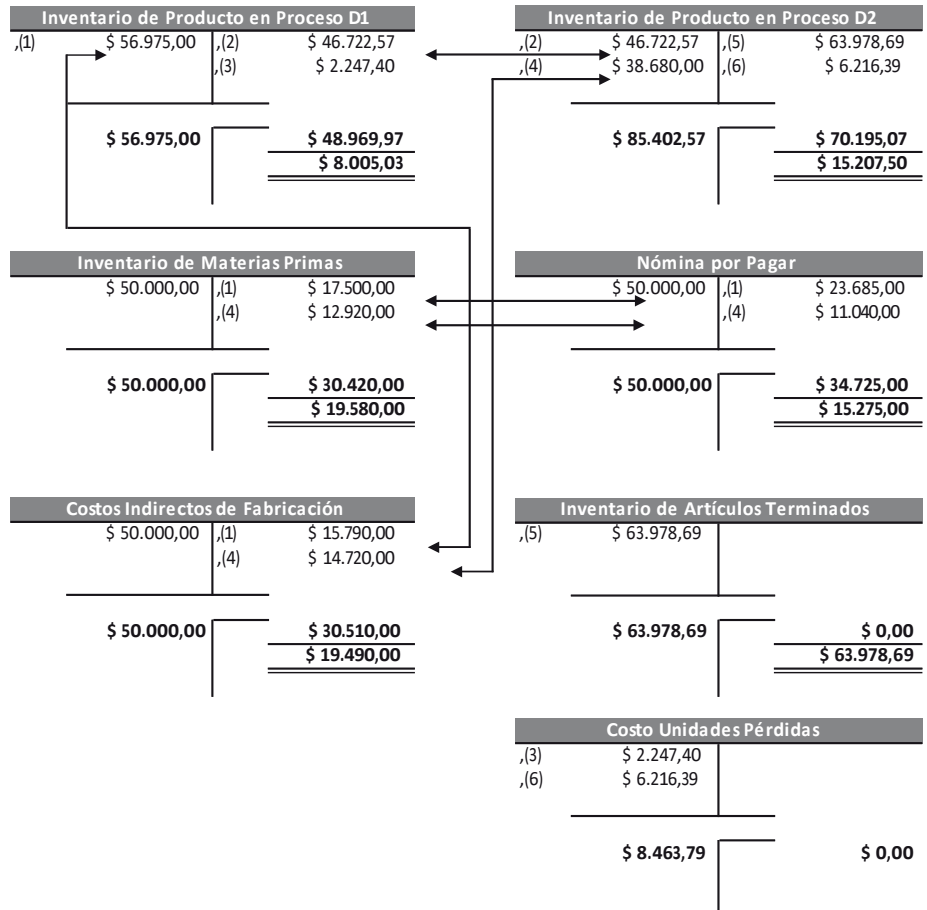 Inventario de Producto en Proceso D1
,(1) $ 56.975,00 ,(2) $ 46.722,57
,(3) $ 2.247,40
$ 56.975,00 $ 48.969,97
$ 8.005,03
Inventario de Producto en Proceso D2
,(2) $ 46.722,57 ,(5) $ 63.978,69
,(4) $ 38.680,00 ,(6) $ 6.216,39
$ 85.402,57 $ 70.195,07
$ 15.207,50
Inventario de Materias Primas
$ 50.000,00 ,(1) $ 17.500,00
,(4) $ 12.920,00
$ 50.000,00 $ 30.420,00
$ 19.580,00
Nómina por Pagar
$ 50.000,00 ,(1) $ 23.685,00
,(4) $ 11.040,00
$ 50.000,00 $ 34.725,00
$ 15.275,00
Costos Indirectos de Fabricación
$ 50.000,00 ,(1) $ 15.790,00
,(4) $ 14.720,00
$ 50.000,00 $ 30.510,00
$ 19.490,00
Inventario de Artículos Terminados
,(5) $ 63.978,69
$ 63.978,69 $ 0,00
$ 63.978,69
Costo Unidades Pérdidas
,(3) $ 2.247,40
,(6) $ 6.216,39
$ 8.463,79 $ 0,00